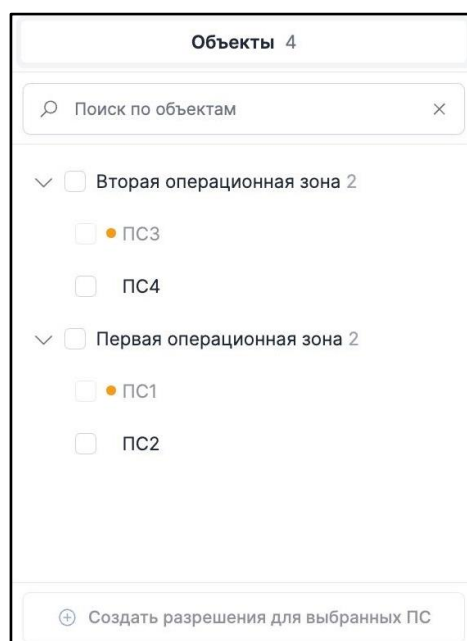 Объекты 4
Поиск по объектам
Вторая операционная зона 2
ПС3
ПС4
Первая операционная зона 2
ПС1
ПС2
Создать разрешения для выбранных ПС